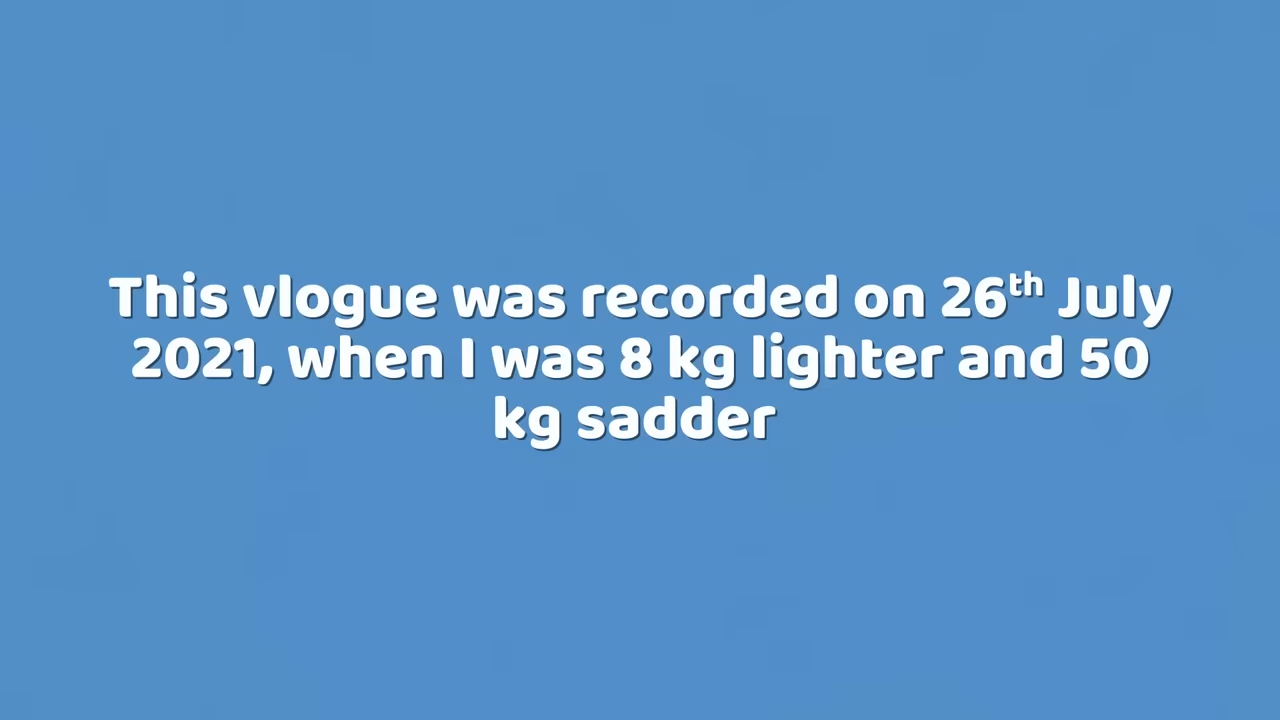 This vlogue was recorded on 26th July
2021, when I was 8 kg lighter and 50
kg sadder